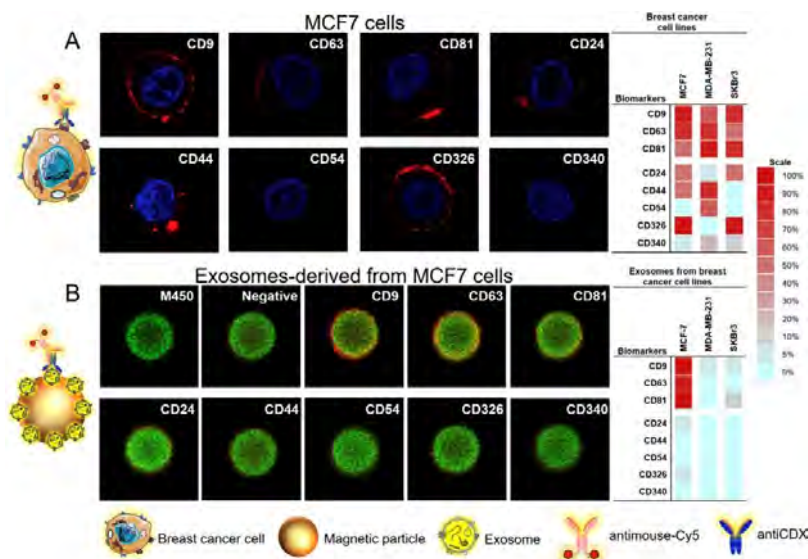 A
MCF7 cells
CD9
CD63
CD81
CD24
CD44
CD54
CD326
CD340
Breast cancer
cell lines
Biomarkers
MCF7
MDA-MB-231
SKBr3
CD9
CD63
CD81
CD24
CD44
CD54
CD326
CD340
Scale
100%
90%
80%
70%
60%
50%
40%
30%
20%
10%
5%
0%
B
Exosomes-derived from MCF7 cells
M450
Negative
CD9
CD63
CD81
CD24
CD44
CD54
CD326
CD340
Exosomes from breast
cancer cell lines
Biomarkers
MCF-7
MDA-MB-231
SKBr3
CD9
CD63
CD81
CD24
CD44
CD54
CD326
CD340
Breast cancer cell
Magnetic particle
Exosome
antimouse-Cy5
antiCDX